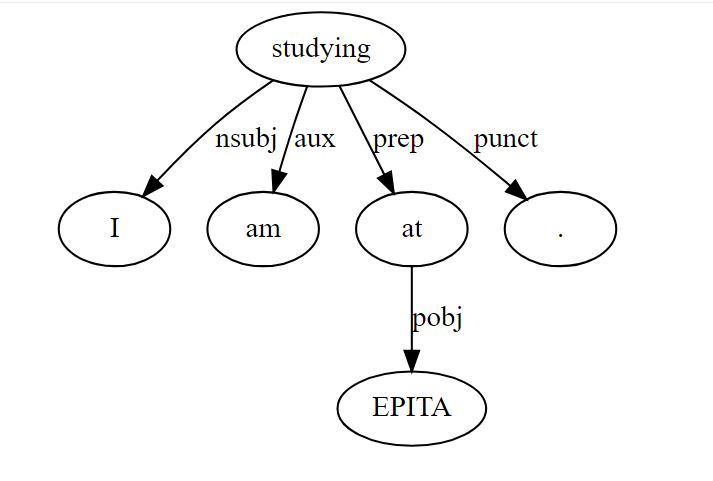 studying
nsubj aux prep punct
I am at .
pobj
EPITA